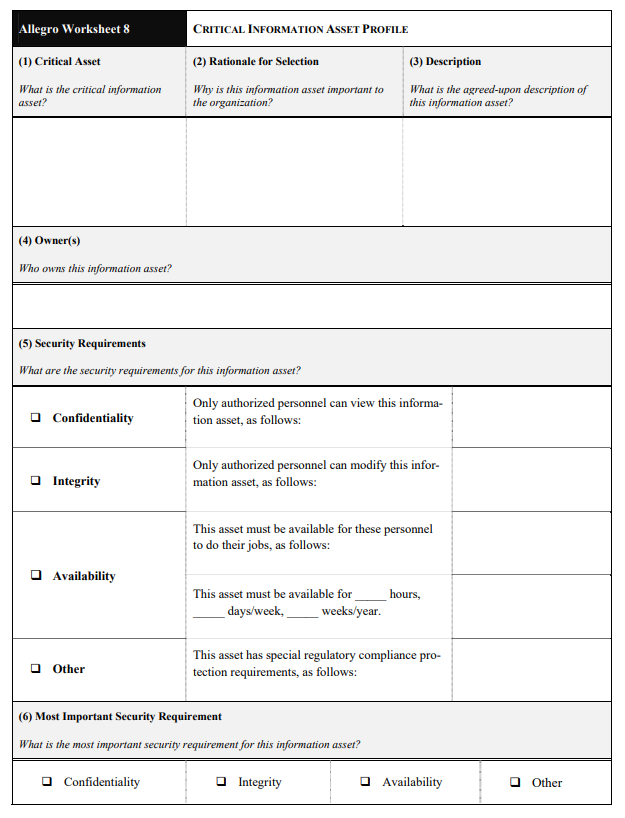 Allegro Worksheet 8
CRITICAL INFORMATION ASSET PROFILE
(1) Critical Asset
What is the critical information
asset?
(2) Rationale for Selection
Why is this information asset important to
the organization?
(3) Description
What is the agreed-upon description of
this information asset?
(4) Owner(s)
Who owns this information asset?
(5) Security Requirements
What are the security requirements for this information asset?
❑ Confidentiality
Only authorized personnel can view this informa-
tion asset, as follows:
❑ Integrity
Only authorized personnel can modify this infor-
mation asset, as follows:
❑ Availability
This asset must be available for these personnel
to do their jobs, as follows:
This asset must be available for _____ hours,
_____ days/week, _____ weeks/year.
❑ Other
This asset has special regulatory compliance pro-
tection requirements, as follows:
(6) Most Important Security Requirement
What is the most important security requirement for this information asset?
❑ Confidentiality
❑ Integrity
❑ Availability
❑ Other